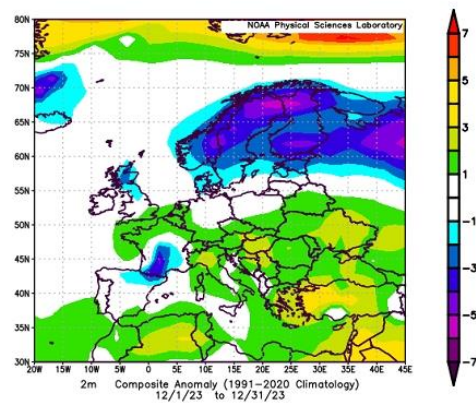 NOAA Physical Sciences Laboratory
80N
75N
70N
65N
60N
55N
50N
45N
40N
35N
30N
20W 15W 10W 5W 0 5E 10E 15E 20E 25E 30E 35E 40E 45E
7
5
3
1
-1
-3
-5
-7
2m Composite Anomaly (1991-2020 Climatology)
12/1/23 to 12/31/23